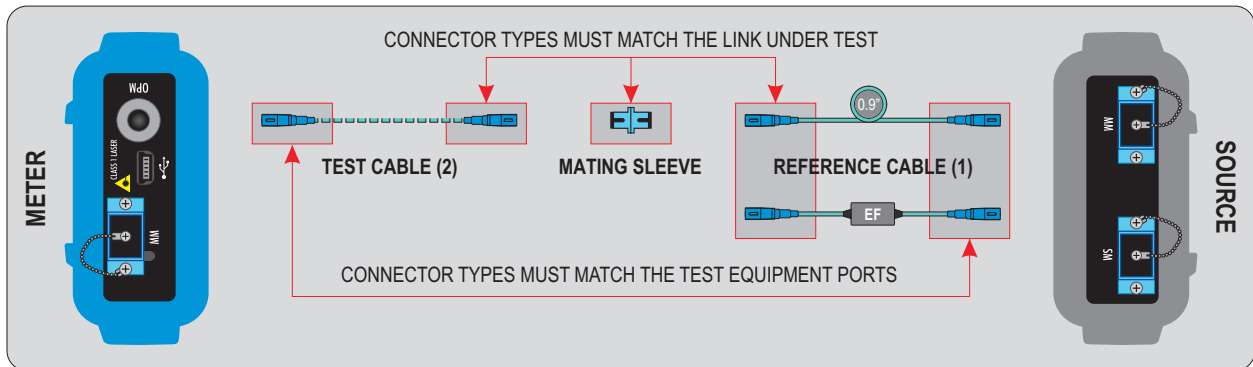 CONNECTOR TYPES MUST MATCH THE LINK UNDER TEST
METER
OPM
CLASS 1 LASER
MM
0.9"
TEST CABLE (2)
MATING SLEEVE
REFERENCE CABLE (1)
EF
CONNECTOR TYPES MUST MATCH THE TEST EQUIPMENT PORTS
MM
SM
SOURCE